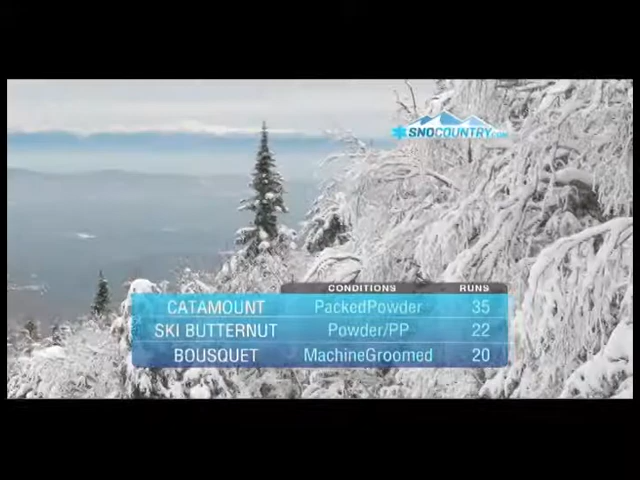 SNOCOUNTRY.COM
CONDITIONS RUNS
CATAMOUNT PackedPowder 35
SKI BUTTERNUT Powder/PP 22
BOUSQUET MachineGroomed 20